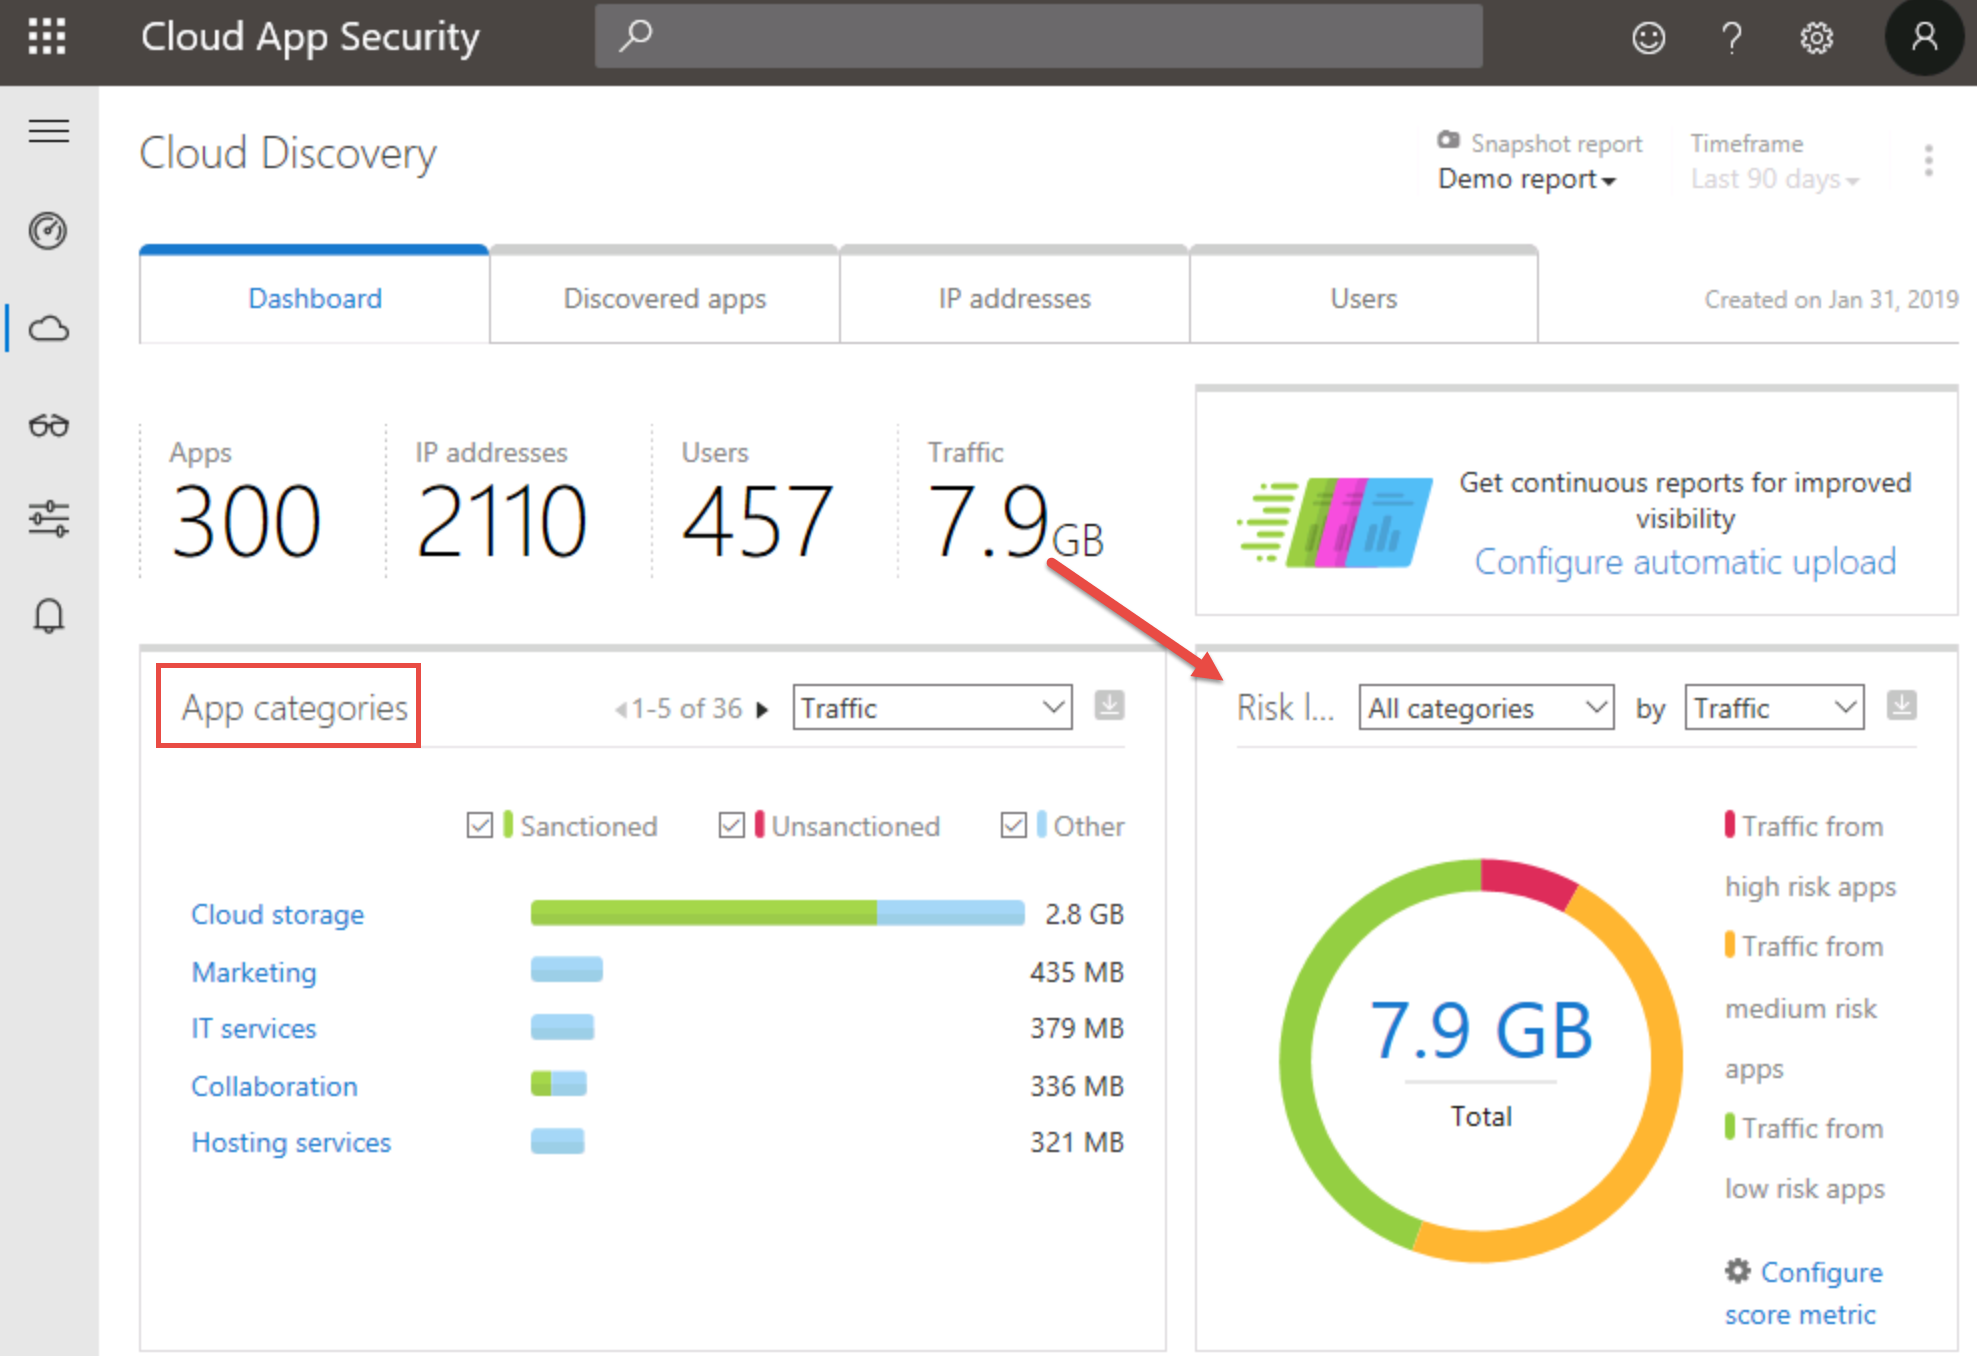 Cloud App Security
Cloud Discovery
Snapshot report
Demo report
Timeframe
Last 90 days
Dashboard
Discovered apps
IP addresses
Users
Created on Jan 31, 2019
Apps
300
IP addresses
2110
Users
457
Traffic
7.9GB
Get continuous reports for improved
visibility
Configure automatic upload
App categories
1-5 of 36
Traffic
Sanctioned
Unsanctioned
Other
Cloud storage
2.8 GB
Marketing
435 MB
IT services
379 MB
Collaboration
336 MB
Hosting services
321 MB
Risk l...
All categories
by
Traffic
7.9 GB
Total
Traffic from
high risk apps
Traffic from
medium risk
apps
Traffic from
low risk apps
Configure
score metric